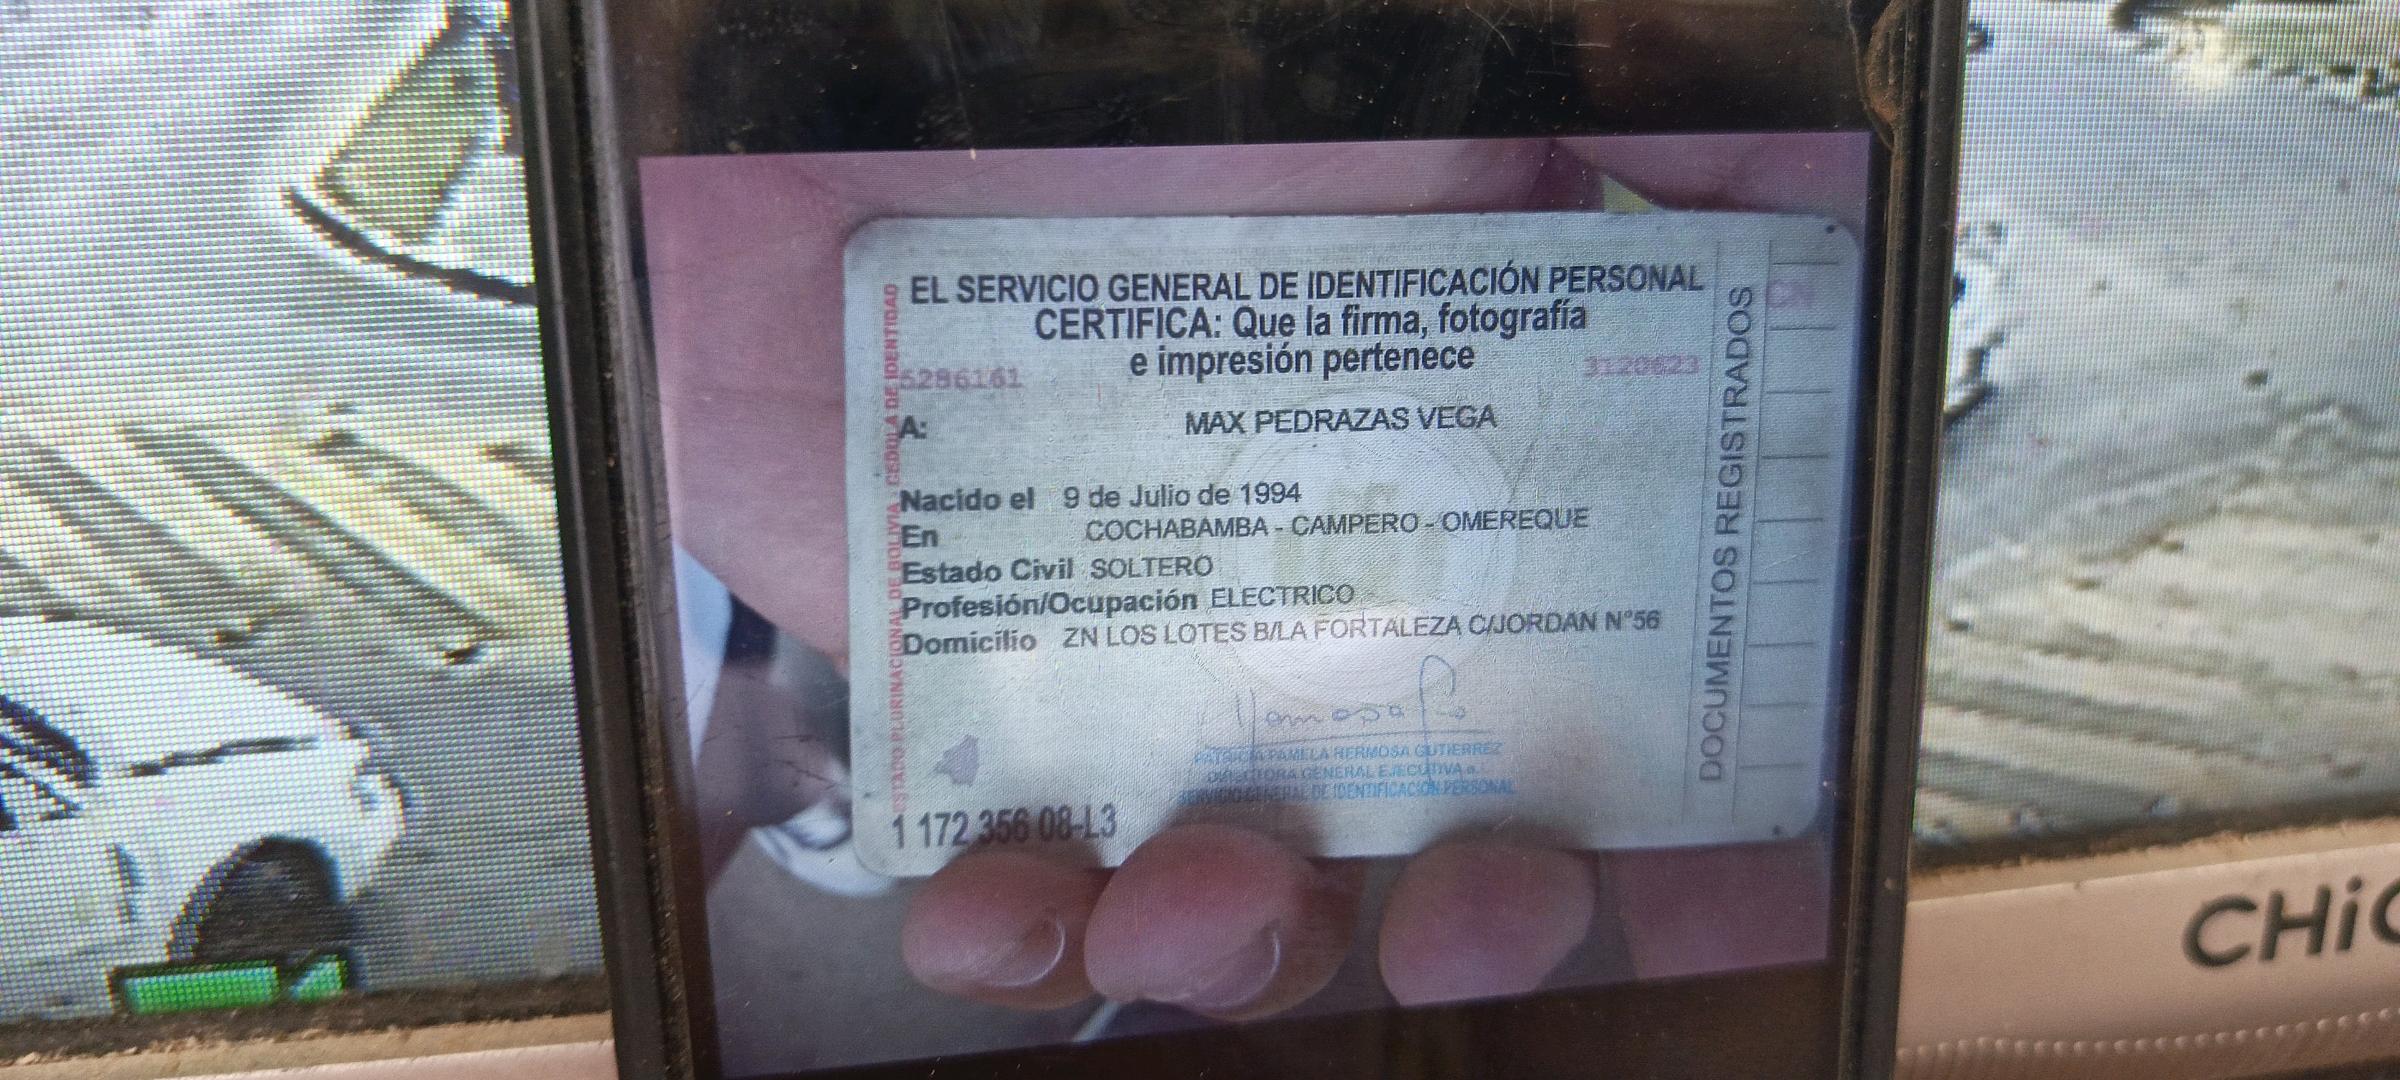 EL SERVICIO GENERAL DE IDENTIFICACIÓN PERSONAL
CERTIFICA: Que la firma, fotografía
e impresión pertenece
5286161
3120623
A: MAX PEDRAZAS VEGA
Nacido el 9 de Julio de 1994
En COCHABAMBA - CAMPERO - OMEREQUE
Estado Civil SOLTERO
Profesión/Ocupación ELECTRICO
Domicilio ZN LOS LOTES B/LA FORTALEZA C/JORDAN N°56
PATRICIA PAMELA HERMOSA GUTIERREZ
DIRECTORA GENERAL EJECUTIVA a.
SERVICIO GENERAL DE IDENTIFICACIÓN PERSONAL
1 172 356 08-L3
ESTADO PLURINACIONAL DE BOLIVIA - CEDULA DE IDENTIDAD
DOCUMENTOS REGISTRADOS
CHiQ